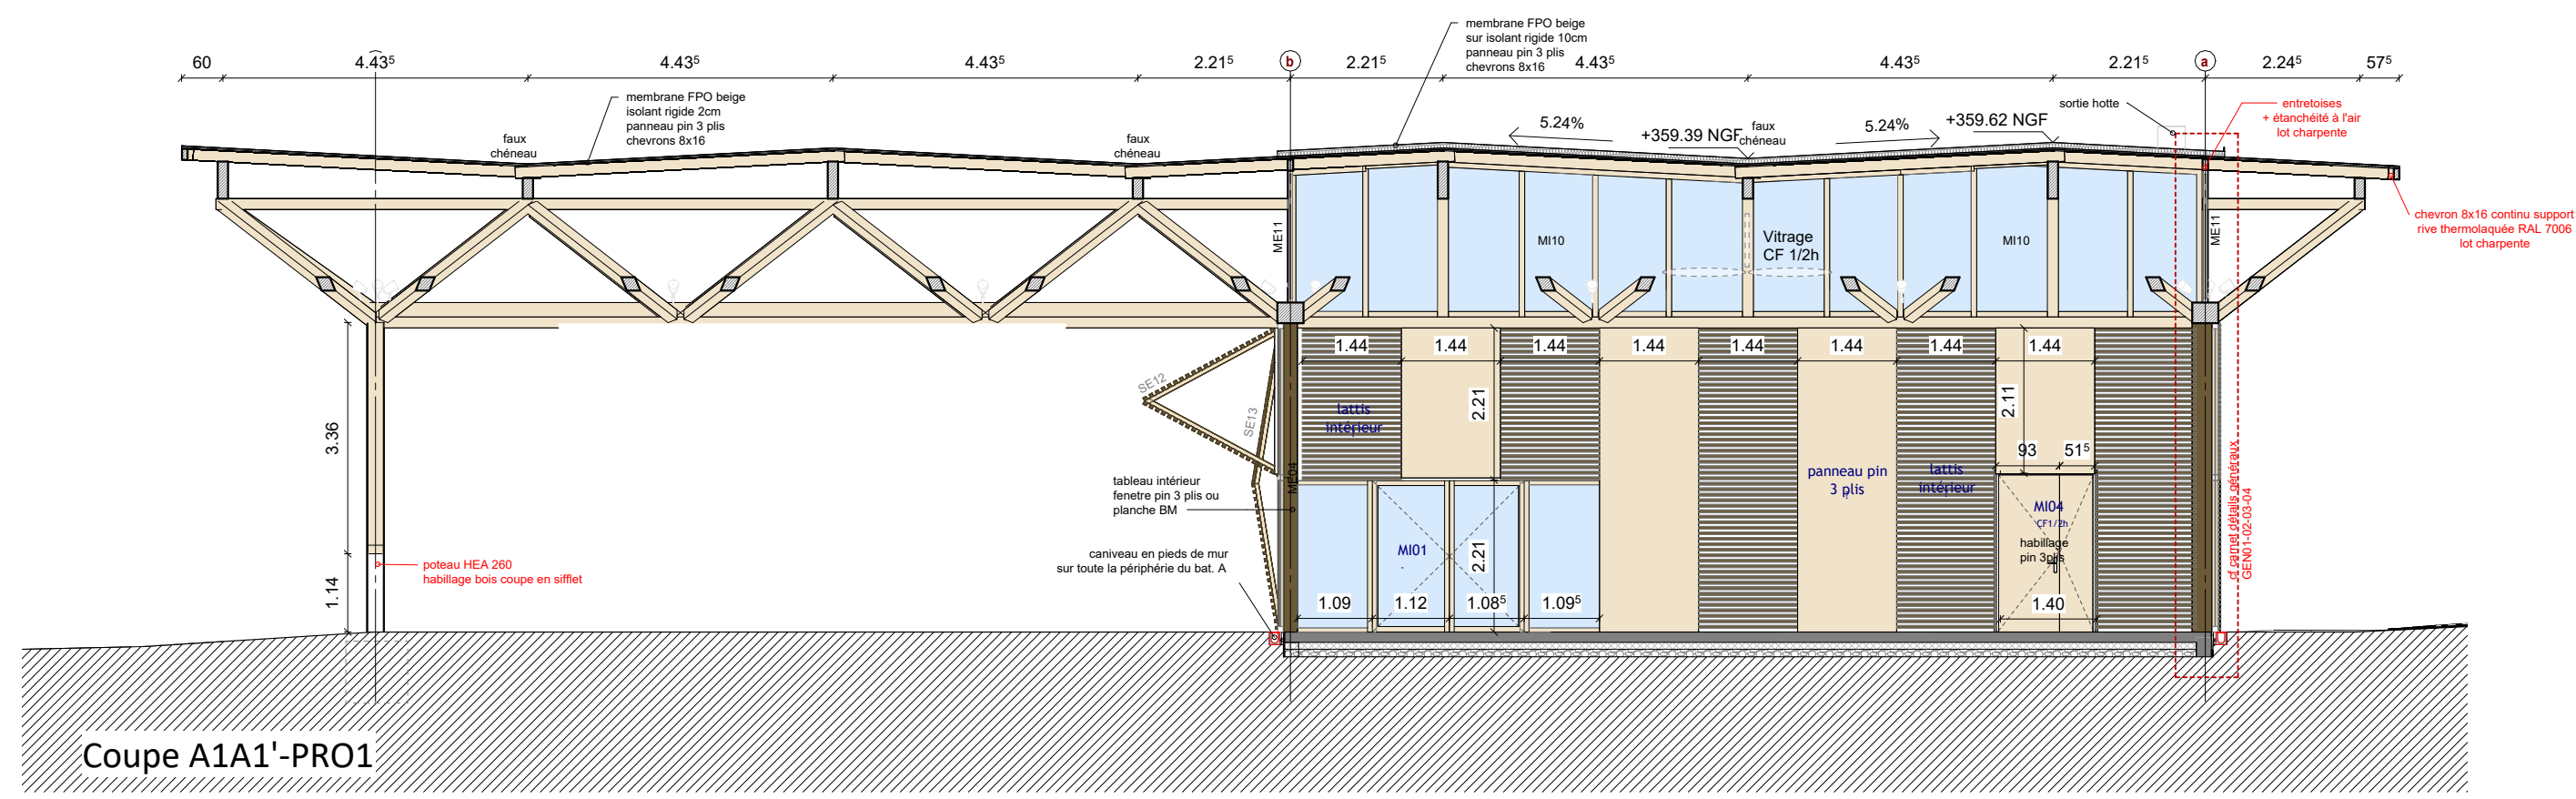 membrane FPO beige
sur isolant rigide 10cm
panneau pin 3 plis
chevrons 8x16
60
4.43⁵
4.43⁵
4.43⁵
2.21⁵
b
2.21⁵
4.43⁵
4.43⁵
2.21⁵
a
2.24⁵
57⁵
membrane FPO beige
isolant rigide 2cm
panneau pin 3 plis
chevrons 8x16
faux
chéneau
faux
chéneau
5.24%
+359.39 NGF
faux
chéneau
5.24%
+359.62 NGF
sortie hotte
entretoises
+ étanchéité à l'air
lot charpente
chevron 8x16 continu support
rive thermolaquée RAL 7006
lot charpente
ME11
MI10
Vitrage
CF 1/2h
MI10
ME11
1.44
1.44
1.44
1.44
1.44
1.44
1.44
1.44
SE12
SE13
3.36
2.21
2.11
lattis
intérieur
93
51⁵
panneau pin
3 plis
lattis
intérieur
ME04
tableau intérieur
fenetre pin 3 plis ou
planche BM
MI04
CF1/2h
habillage
pin 3plis
cf carnet détails généraux
GEN01-02-03-04
MI01
2.21
caniveau en pieds de mur
sur toute la périphérie du bat. A
poteau HEA 260
habillage bois coupe en sifflet
1.14
1.09
1.12
1.08⁵
1.09⁵
1.40
Coupe A1A1'-PRO1